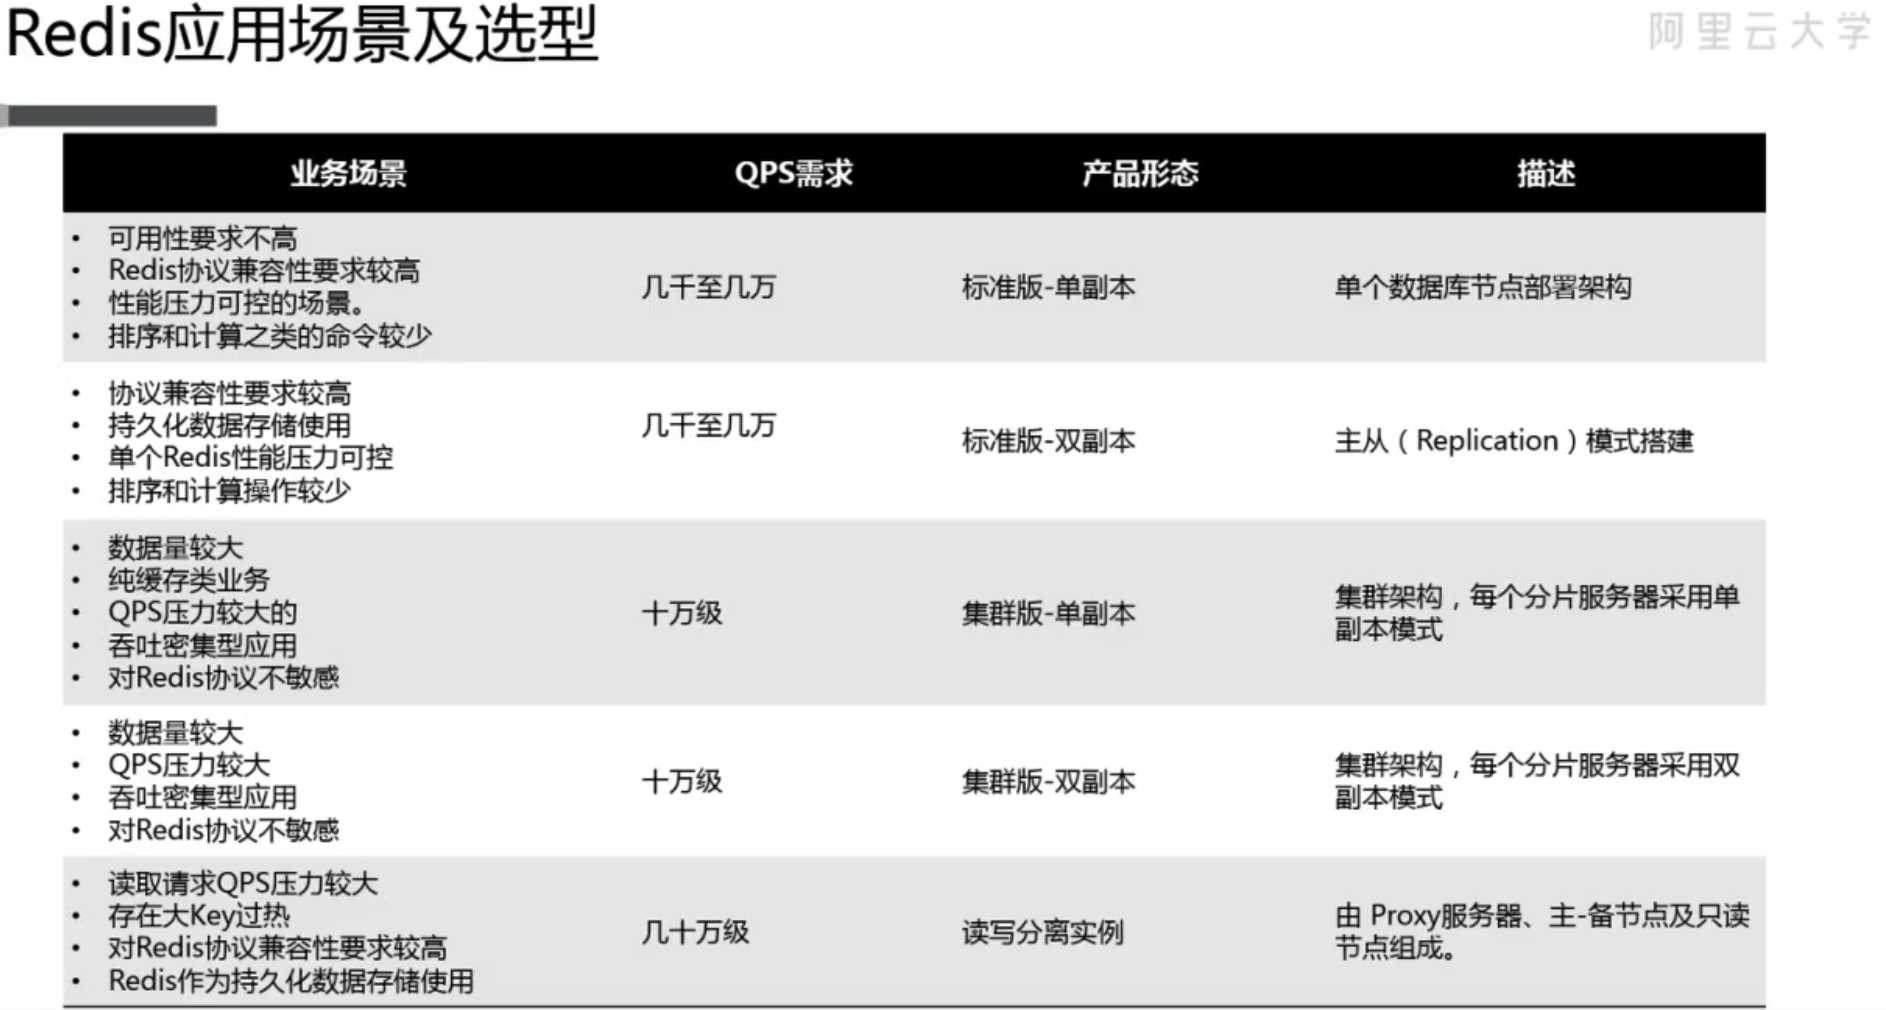 Redis应用场景及选型
阿里云大学
业务场景 QPS需求 产品形态 描述
• 可用性要求不高
• Redis协议兼容性要求较高
• 性能压力可控的场景。
• 排序和计算之类的命令较少
几千至几万
标准版-单副本
单个数据库节点部署架构
• 协议兼容性要求较高
• 持久化数据存储使用
• 单个Redis性能压力可控
• 排序和计算操作较少
几千至几万
标准版-双副本
主从（Replication）模式搭建
• 数据量较大
• 纯缓存类业务
• QPS压力较大的
• 吞吐密集型应用
• 对Redis协议不敏感
十万级
集群版-单副本
集群架构，每个分片服务器采用单
副本模式
• 数据量较大
• QPS压力较大
• 吞吐密集型应用
• 对Redis协议不敏感
十万级
集群版-双副本
集群架构，每个分片服务器采用双
副本模式
• 读取请求QPS压力较大
• 存在大Key过热
• 对Redis协议兼容性要求较高
• Redis作为持久化数据存储使用
几十万级
读写分离实例
由 Proxy服务器、主-备节点及只读
节点组成。